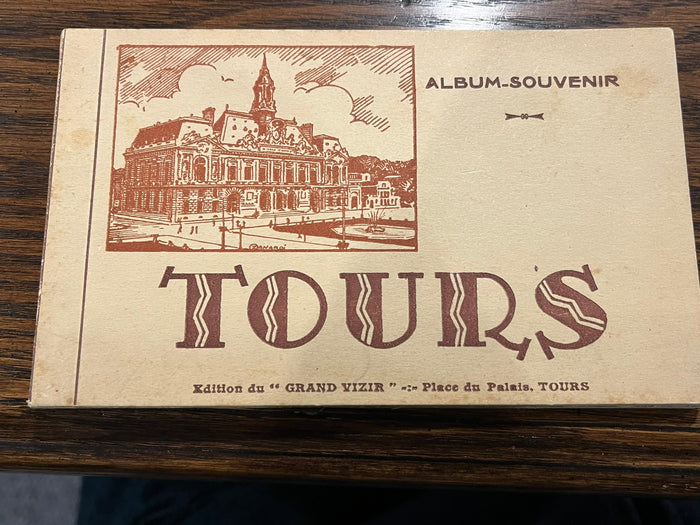 ALBUM-SOUVENIR
TOURS
Edition du “ GRAND VIZIR ” -:- Place du Palais, TOURS